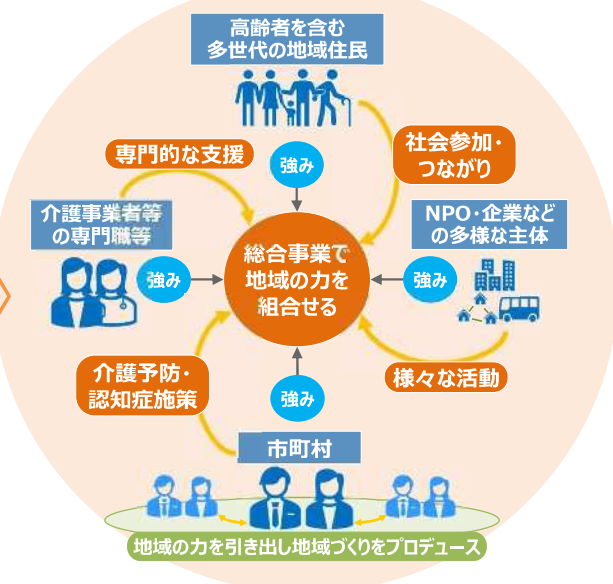 高齢者を含む
多世代の地域住民
専門的な支援
強み
社会参加・
つながり
介護事業者等
の専門職等
強み
総合事業で
地域の力を
組合せる
強み
NPO・企業など
の多様な主体
介護予防・
認知症施策
強み
様々な活動
市町村
地域の力を引き出し地域づくりをプロデュース